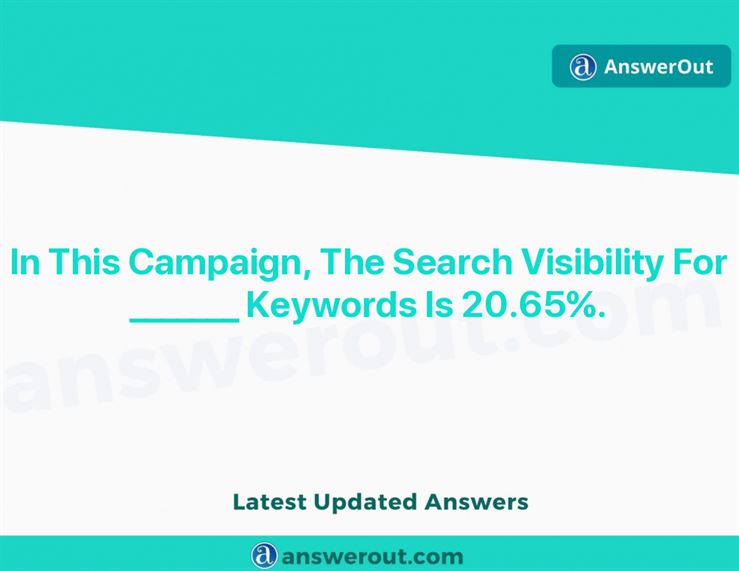 AnswerOut
In This Campaign, The Search Visibility For
______ Keywords Is 20.65%.
answerout.com
Latest Updated Answers
answerout.com